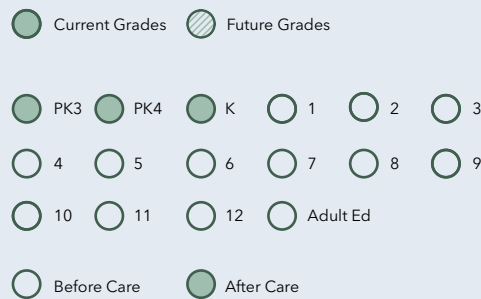 Current Grades Future Grades
PK3 PK4 K 1 2 3
4 5 6 7 8 9
10 11 12 Adult Ed
Before Care After Care